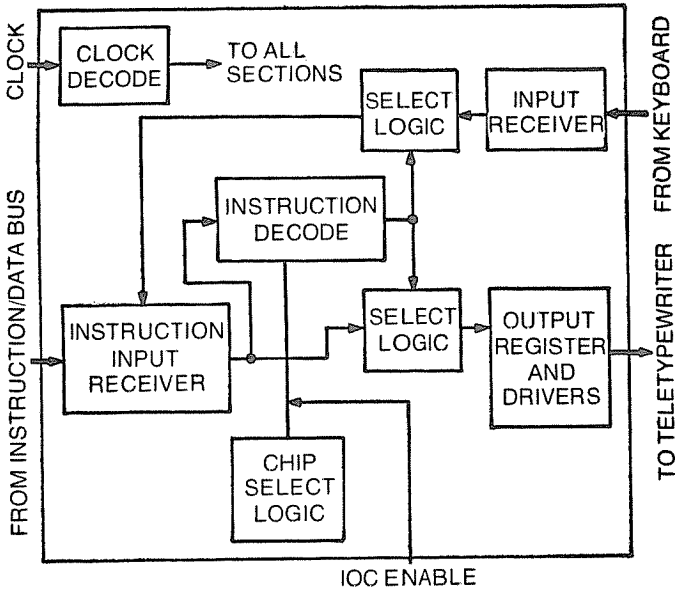 CLOCK
CLOCK
DECODE
TO ALL
SECTIONS
SELECT
LOGIC
INPUT
RECEIVER
FROM KEYBOARD
INSTRUCTION
DECODE
FROM INSTRUCTION/DATA BUS
INSTRUCTION
INPUT
RECEIVER
SELECT
LOGIC
OUTPUT
REGISTER
AND
DRIVERS
TO TELETYPEWRITER
CHIP
SELECT
LOGIC
IOC ENABLE